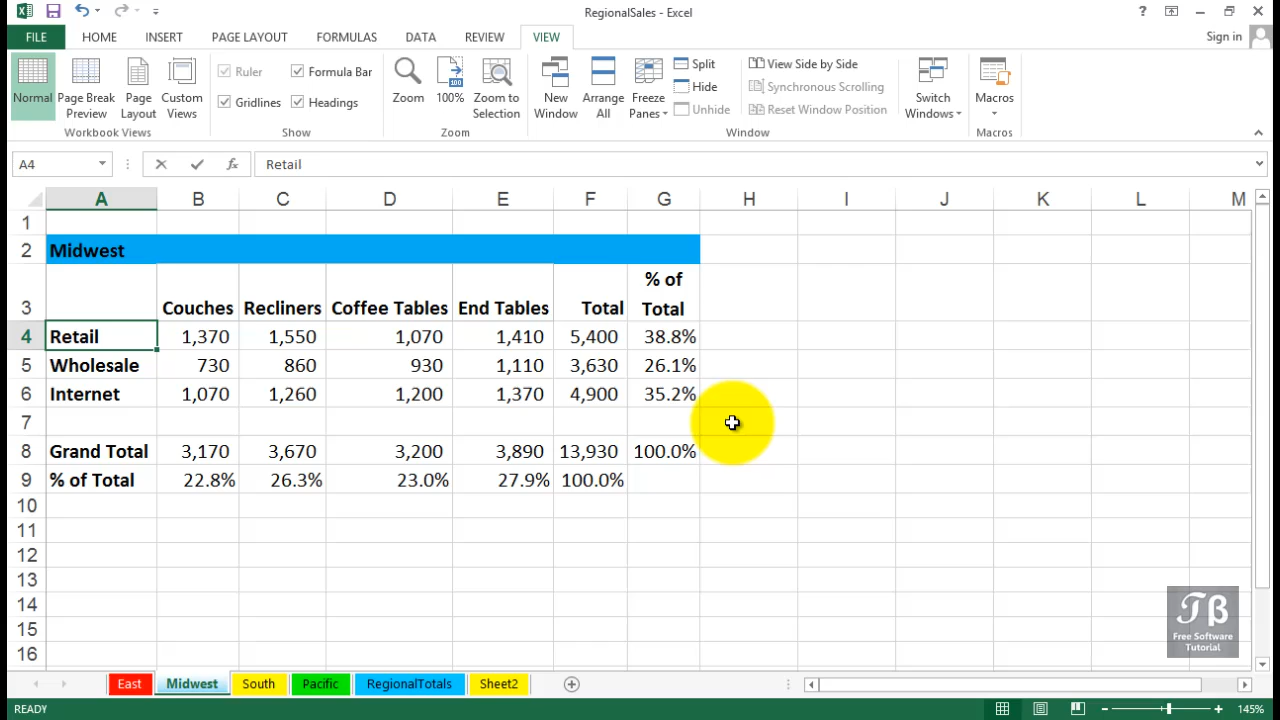 RegionalSales - Excel
?
FILE HOME INSERT PAGE LAYOUT FORMULAS DATA REVIEW VIEW Sign in
Normal
Page Break Preview
Page Layout
Custom Views
Workbook Views
Ruler
Formula Bar
Gridlines
Headings
Show
Zoom
100%
Zoom to Selection
Zoom
New Window
Arrange All
Freeze Panes
Split
Hide
Unhide
View Side by Side
Synchronous Scrolling
Reset Window Position
Window
Switch Windows
Macros
Macros
A4 fx Retail
A B C D E F G H I J K L M
1
2 Midwest
% of
3 Couches Recliners Coffee Tables End Tables Total Total
4 Retail 1,370 1,550 1,070 1,410 5,400 38.8%
5 Wholesale 730 860 930 1,110 3,630 26.1%
6 Internet 1,070 1,260 1,200 1,370 4,900 35.2%
7
8 Grand Total 3,170 3,670 3,200 3,890 13,930 100.0%
9 % of Total 22.8% 26.3% 23.0% 27.9% 100.0%
10
11
12
13
14
15
16
TB
Free Software
Tutorial
East Midwest South Pacific RegionalTotals Sheet2
READY 145%